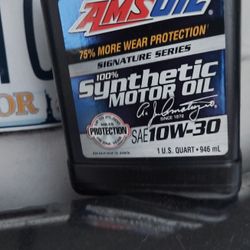 AMSOIL
75% MORE WEAR PROTECTION
SIGNATURE SERIES
100%
Synthetic
MOTOR OIL
SINCE 1972
PROTECTION
SAE 10W-30
1 U.S. QUART • 946 mL